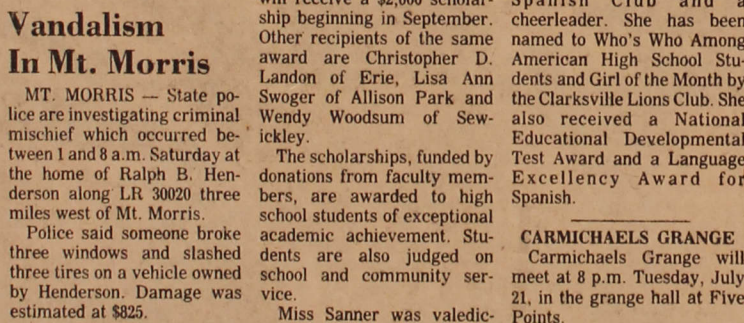 Vandalism
In Mt. Morris
MT. MORRIS — State po-
lice are investigating criminal
mischief which occurred be-
tween 1 and 8 a.m. Saturday at
the home of Ralph B. Hen-
derson along LR 30020 three
miles west of Mt. Morris.
Police said someone broke
three windows and slashed
three tires on a vehicle owned
by Henderson. Damage was
estimated at $825.
will receive a $2,000 scholar-
ship beginning in September.
Other recipients of the same
award are Christopher D.
Landon of Erie, Lisa Ann
Swoger of Allison Park and
Wendy Woodsum of Sew-
ickley.
The scholarships, funded by
donations from faculty mem-
bers, are awarded to high
school students of exceptional
academic achievement. Stu-
dents are also judged on
school and community ser-
vice.
Miss Sanner was valedic-
Spanish Club and a
cheerleader. She has been
named to Who's Who Among
American High School Stu-
dents and Girl of the Month by
the Clarksville Lions Club. She
also received a National
Educational Developmental
Test Award and a Language
Excellency Award for
Spanish.
CARMICHAELS GRANGE
Carmichaels Grange will
meet at 8 p.m. Tuesday, July
21, in the grange hall at Five
Points.